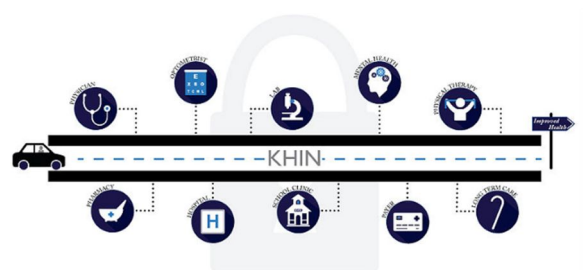 PHYSICIAN
OPTOMETRIST
LAB
MENTAL HEALTH
PHYSICAL THERAPY
Improved
Health
KHIN
PHARMACY
HOSPITAL
H
SCHOOL CLINIC
PAYER
LONG TERM CARE